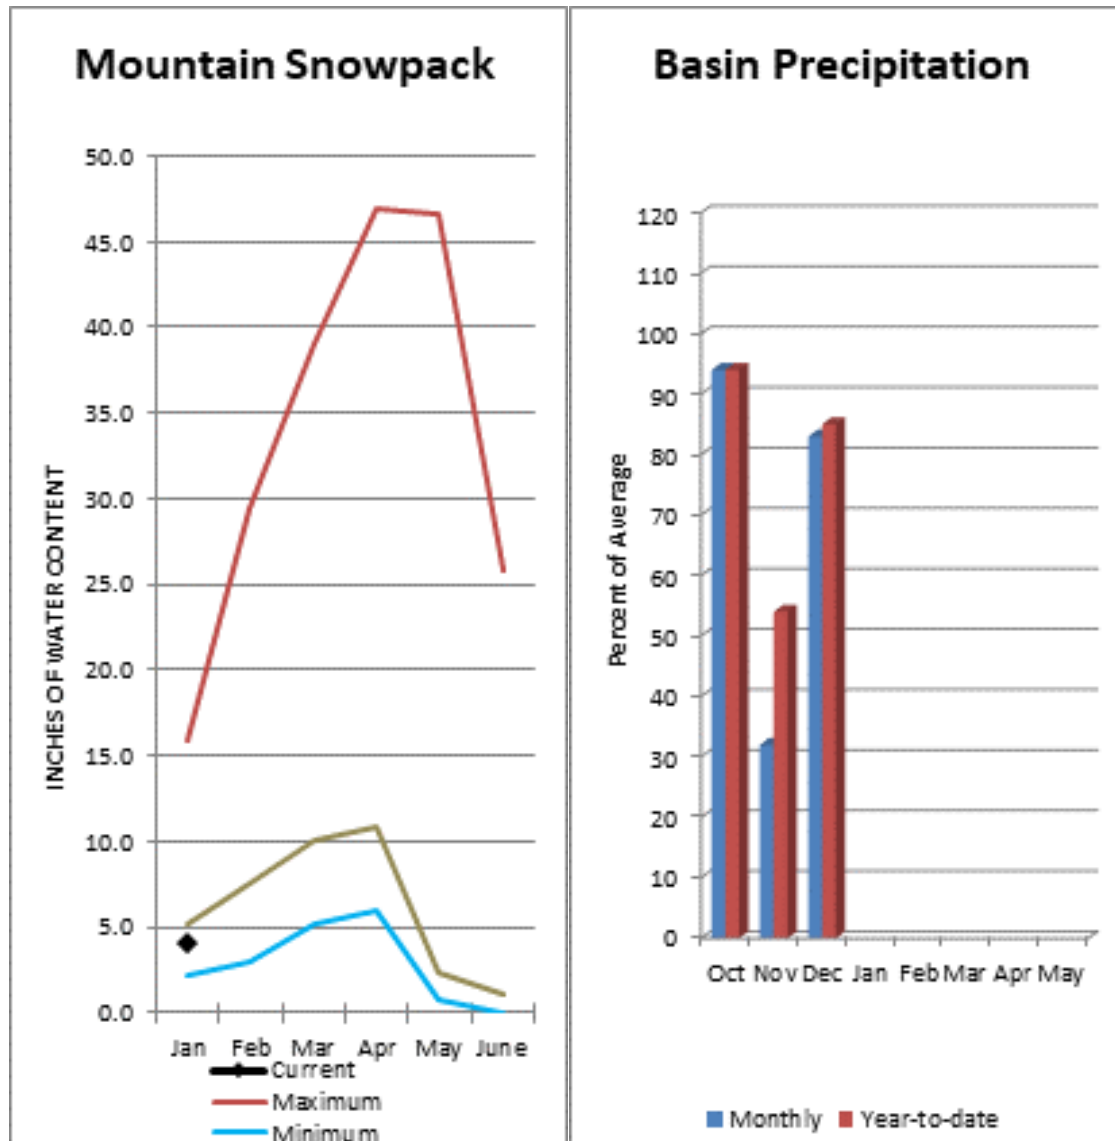 Mountain Snowpack
50.0
45.0
40.0
35.0
30.0
25.0
20.0
15.0
10.0
5.0
0.0
INCHES OF WATER CONTENT
Jan Feb Mar Apr May June
Current
Maximum
Minimum
Basin Precipitation
120
110
100
90
80
70
60
50
40
30
20
10
0
Percent of Average
Oct Nov Dec Jan Feb Mar Apr May
Monthly Year-to-date